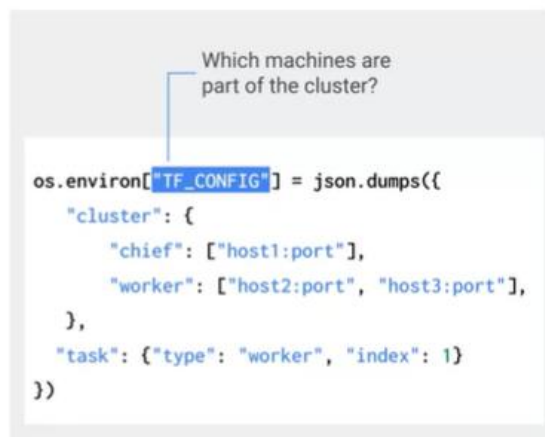 Which machines are
part of the cluster?
os.environ["TF_CONFIG"] = json.dumps({
"cluster": {
"chief": ["host1:port"],
"worker": ["host2:port", "host3:port"],
},
"task": {"type": "worker", "index": 1}
})